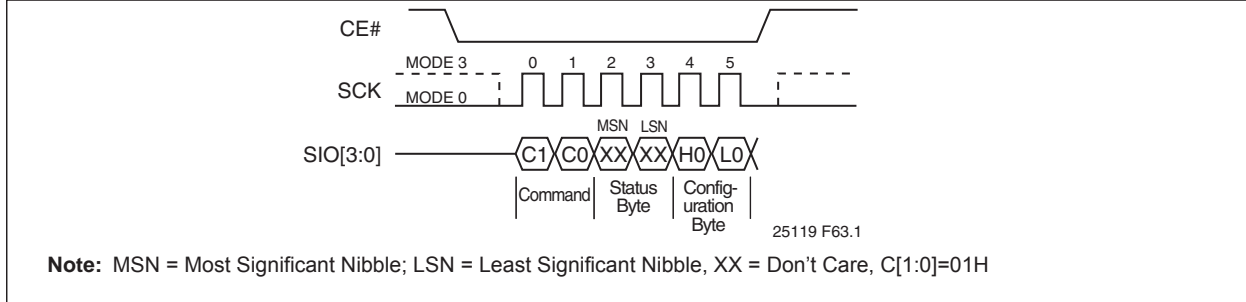 CE#
MODE 3 0 1 2 3 4 5
SCK
MODE 0
MSN LSN
SIO[3:0] C1 C0 XX XX H0 L0
Command Status Byte Config-uration Byte
25119 F63.1
Note: MSN = Most Significant Nibble; LSN = Least Significant Nibble, XX = Don't Care, C[1:0]=01H